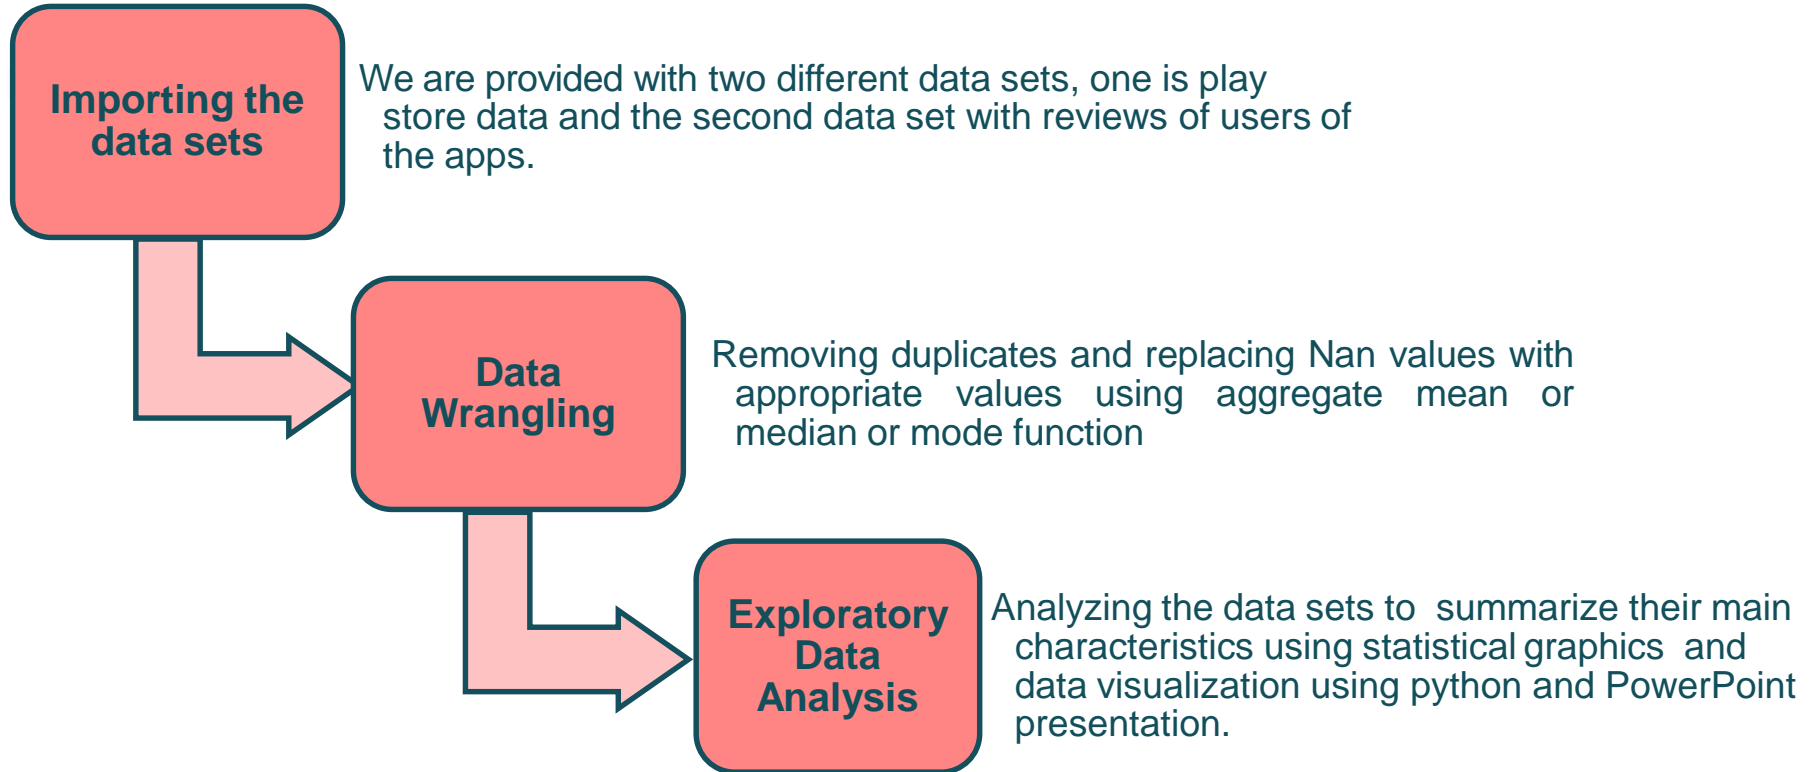 Importing the
data sets
We are provided with two different data sets, one is play
store data and the second data set with reviews of users of
the apps.
Data
Wrangling
Removing duplicates and replacing Nan values with
appropriate values using aggregate mean or
median or mode function
Exploratory
Data
Analysis
Analyzing the data sets to summarize their main
characteristics using statistical graphics and
data visualization using python and PowerPoint
presentation.